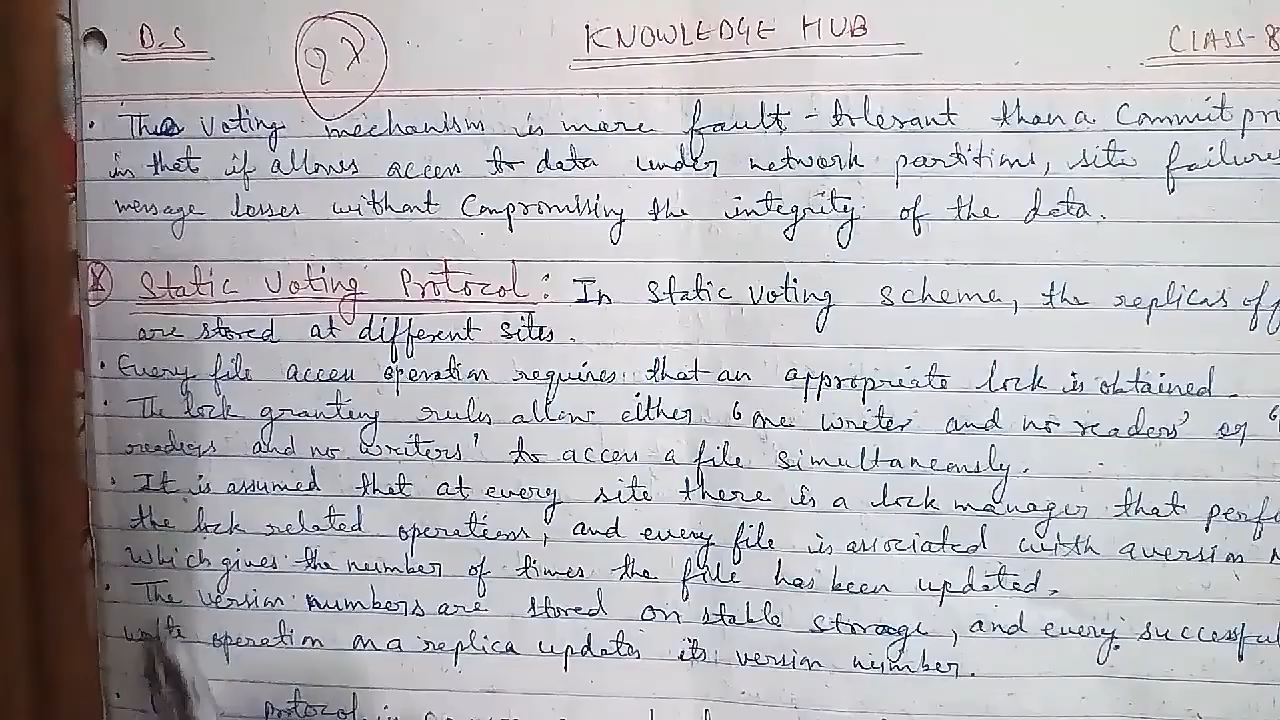 D.S
27
KNOWLEDGE HUB
CLASS-8
• The Voting mechanism is more fault-tolerant than a Commit pro
in that if allows access to data under network partitions, site failure
message losses without Compromising the integrity of the data.
Static Voting Protocol: In Static voting schema, the replicas of f
are stored at different sites.
• Every file access operation requires that an appropriate lock is obtained.
• The lock granting rules allow either 'one writer and no readers' or '
readers and no writers' to access a file simultaneously.
• It is assumed that at every site there is a lock manager that perf
the lock related operations, and every file is associated with a version
which gives the number of times the file has been updated.
• The version numbers are stored on stable storage, and every successful
write operation on a replica updates its version number.
Protocol in